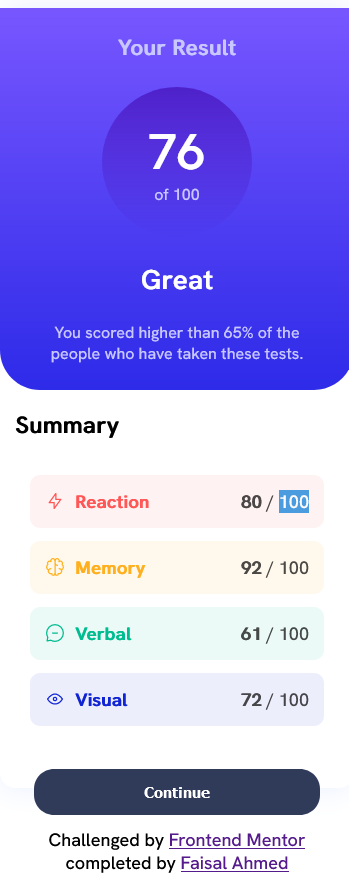 Your Result
76
of 100
Great
You scored higher than 65% of the
people who have taken these tests.
Summary
Reaction 80 / 100
Memory 92 / 100
Verbal 61 / 100
Visual 72 / 100
Continue
Challenged by Frontend Mentor
completed by Faisal Ahmed